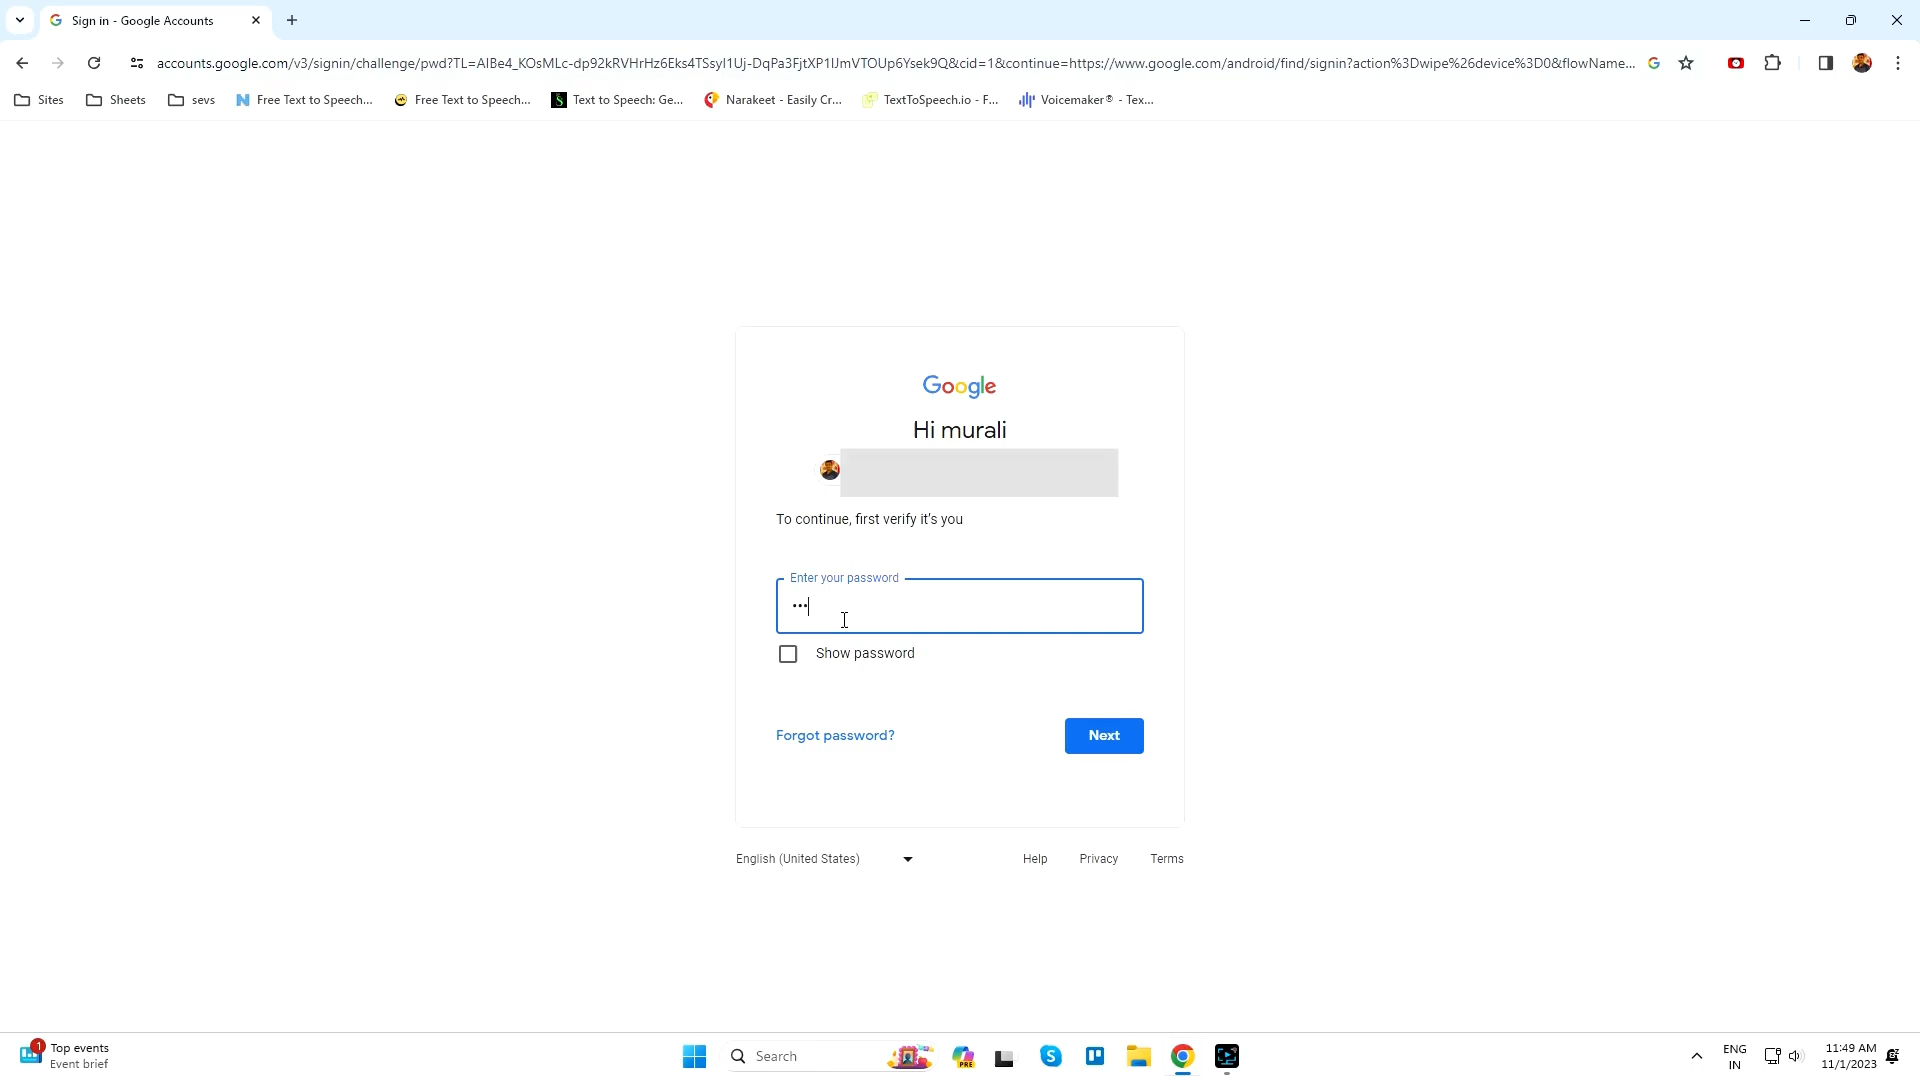 Sign in - Google Accounts
accounts.google.com/v3/signin/challenge/pwd?TL=AIBe4_KOsMLc-dp92kRVHrHz6Eks4TSsyI1Uj-DqPa3FjtXP1IJmVTOUp6Ysek9Q&cid=1&continue=https://www.google.com/android/find/signin?action%3Dwipe%26device%3D0&flowName...
Sites Sheets sevs Free Text to Speech... Free Text to Speech... Text to Speech: Ge... Narakeet - Easily Cr... TextToSpeech.io - F... Voicemaker® - Tex...
Google
Hi murali
To continue, first verify it's you
Enter your password
•••
Show password
Forgot password? Next
English (United States) Help Privacy Terms
1 Top events
Event brief
Search
PRE
ENG
IN
11:49 AM
11/1/2023